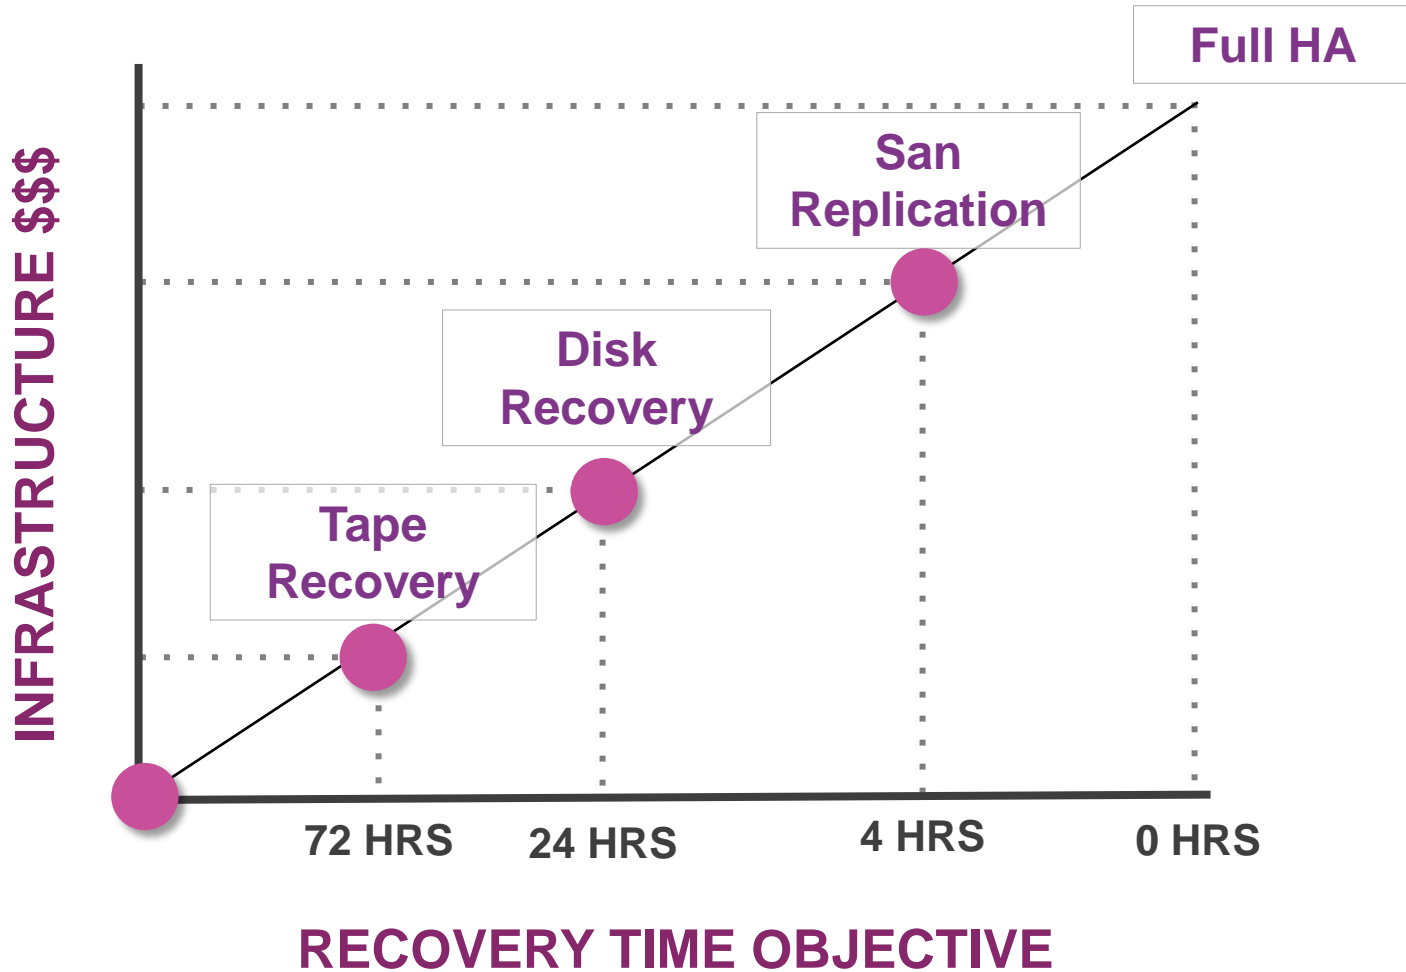 Full HA
San
Replication
Disk
Recovery
Tape
Recovery
INFRASTRUCTURE $$$
72 HRS
24 HRS
4 HRS
0 HRS
RECOVERY TIME OBJECTIVE